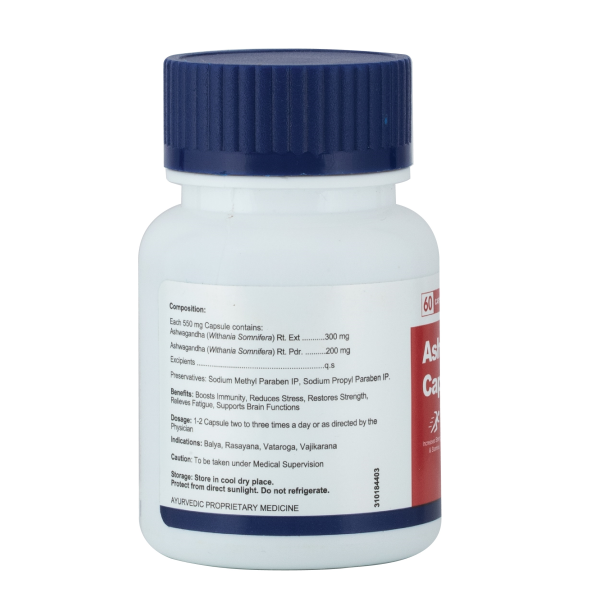 Composition:
Each 550 mg Capsule contains:
Ashwagandha (Withania Somnifera) Rt. Ext ...........300 mg
Ashwagandha (Withania Somnifera) Rt. Pdr. ..........200 mg
Excipients ............................................................q.s
Preservatives: Sodium Methyl Paraben IP, Sodium Propyl Paraben IP.
Benefits: Boosts Immunity, Reduces Stress, Restores Strength,
Relieves Fatigue, Supports Brain Functions
Dosage: 1-2 Capsule two to three times a day or as directed by the
Physician
Indications: Balya, Rasayana, Vataroga, Vajikarana
Caution: To be taken under Medical Supervision
Storage: Store in cool dry place.
Protect from direct sunlight. Do not refrigerate.
AYURVEDIC PROPRIETARY MEDICINE
310184403
60
Ash
Cap